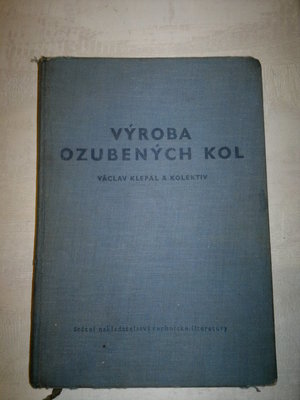 VÝROBA
OZUBENÝCH KOL
VÁCLAV KLEPAL A KOLEKTIV
Státní nakladatelství technické literatury